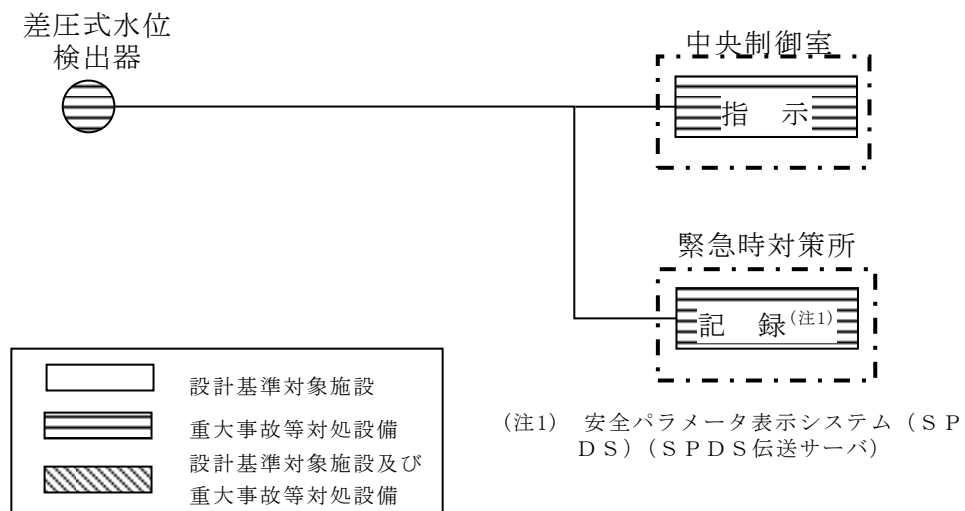 差圧式水位
検出器
中央制御室
指 示
緊急時対策所
記 録(注1)
設計基準対象施設
重大事故等対処設備
設計基準対象施設及び
重大事故等対処設備
(注1) 安全パラメータ表示システム(SP
DS)(SPDS伝送サーバ)